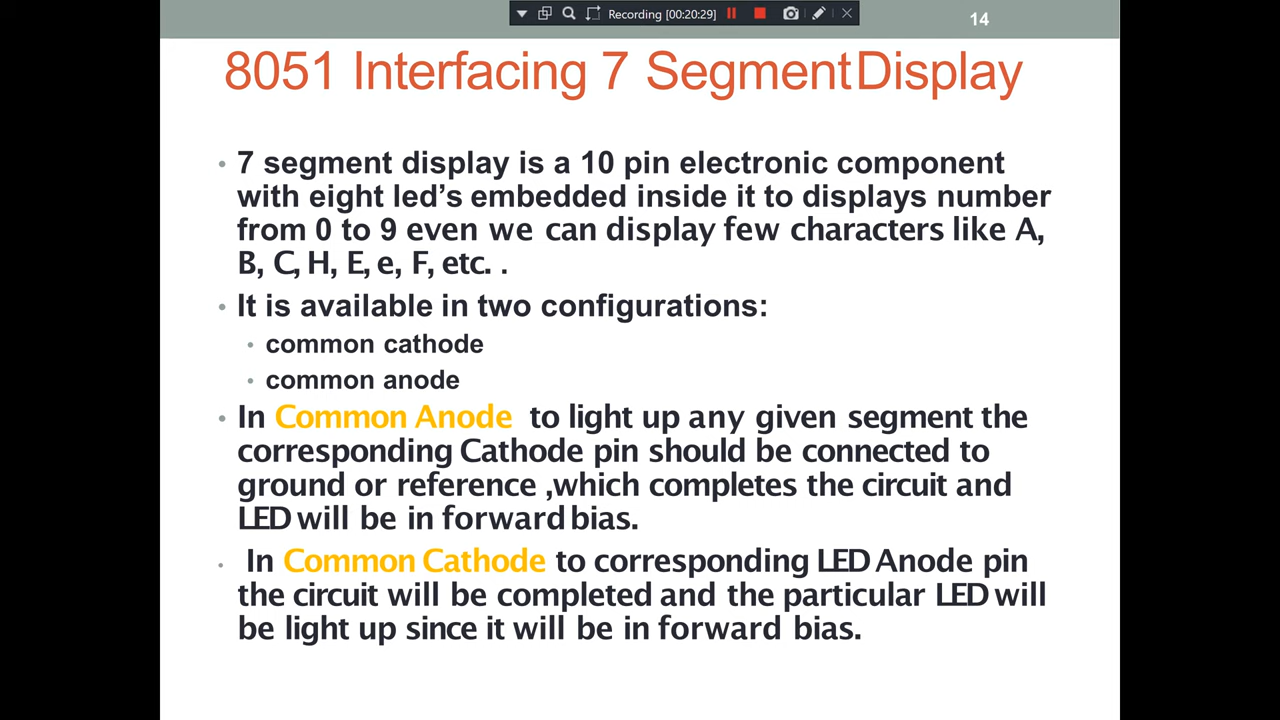 Recording [00:20:29]
14
8051 Interfacing 7 Segment Display
• 7 segment display is a 10 pin electronic component
with eight led’s embedded inside it to displays number
from 0 to 9 even we can display few characters like A,
B, C, H, E, e, F, etc. .
• It is available in two configurations:
• common cathode
• common anode
• In Common Anode to light up any given segment the
corresponding Cathode pin should be connected to
ground or reference ,which completes the circuit and
LED will be in forward bias.
• In Common Cathode to corresponding LED Anode pin
the circuit will be completed and the particular LED will
be light up since it will be in forward bias.